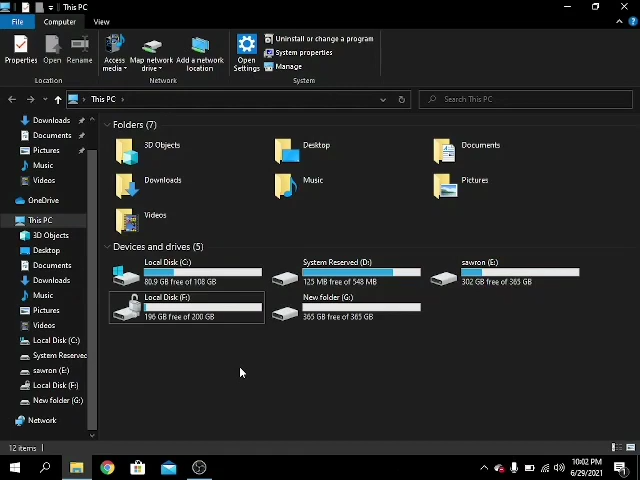 This PC
File
Computer
View
Properties
Open
Rename
Access media
Map network drive
Add a network location
Open Settings
Uninstall or change a program
System properties
Manage
Location
Network
System
This PC
Search This PC
Downloads
Documents
Pictures
Music
Videos
OneDrive
This PC
3D Objects
Desktop
Documents
Downloads
Music
Pictures
Videos
Local Disk (C:)
System Reserved
sawron (E:)
Local Disk (F:)
New folder (G:)
Network
Folders (7)
3D Objects
Desktop
Documents
Downloads
Music
Pictures
Videos
Devices and drives (5)
Local Disk (C:)
80.9 GB free of 108 GB
System Reserved (D:)
125 MB free of 548 MB
sawron (E:)
302 GB free of 365 GB
Local Disk (F:)
196 GB free of 200 GB
New folder (G:)
365 GB free of 365 GB
12 items
10:02 PM
6/29/2021
1